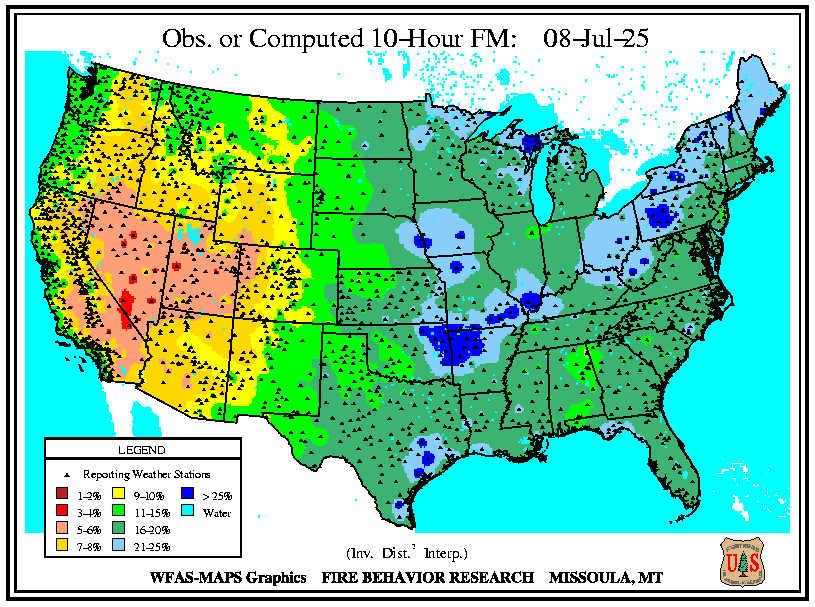 Obs. or Computed 10-Hour FM: 08-Jul-25
LEGEND
Reporting Weather Stations
1-2% 9-10% > 25%
3-4% 11-15% Water
5-6% 16-20%
7-8% 21-25%
(Inv. Dist.² Interp.)
WFAS-MAPS Graphics FIRE BEHAVIOR RESEARCH MISSOULA, MT
U S